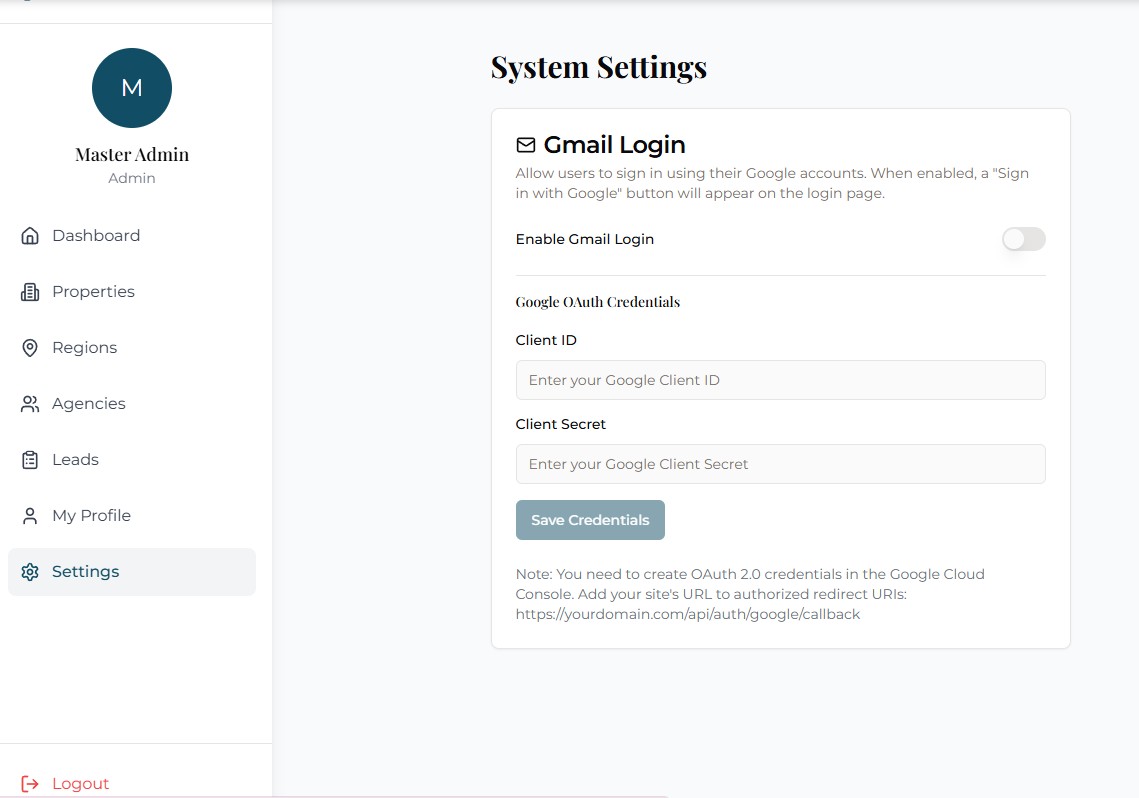 M
Master Admin
Admin
Dashboard
Properties
Regions
Agencies
Leads
My Profile
Settings
Logout
System Settings
Gmail Login
Allow users to sign in using their Google accounts. When enabled, a "Sign
in with Google" button will appear on the login page.
Enable Gmail Login
Google OAuth Credentials
Client ID
Enter your Google Client ID
Client Secret
Enter your Google Client Secret
Save Credentials
Note: You need to create OAuth 2.0 credentials in the Google Cloud
Console. Add your site's URL to authorized redirect URIs:
https://yourdomain.com/api/auth/google/callback